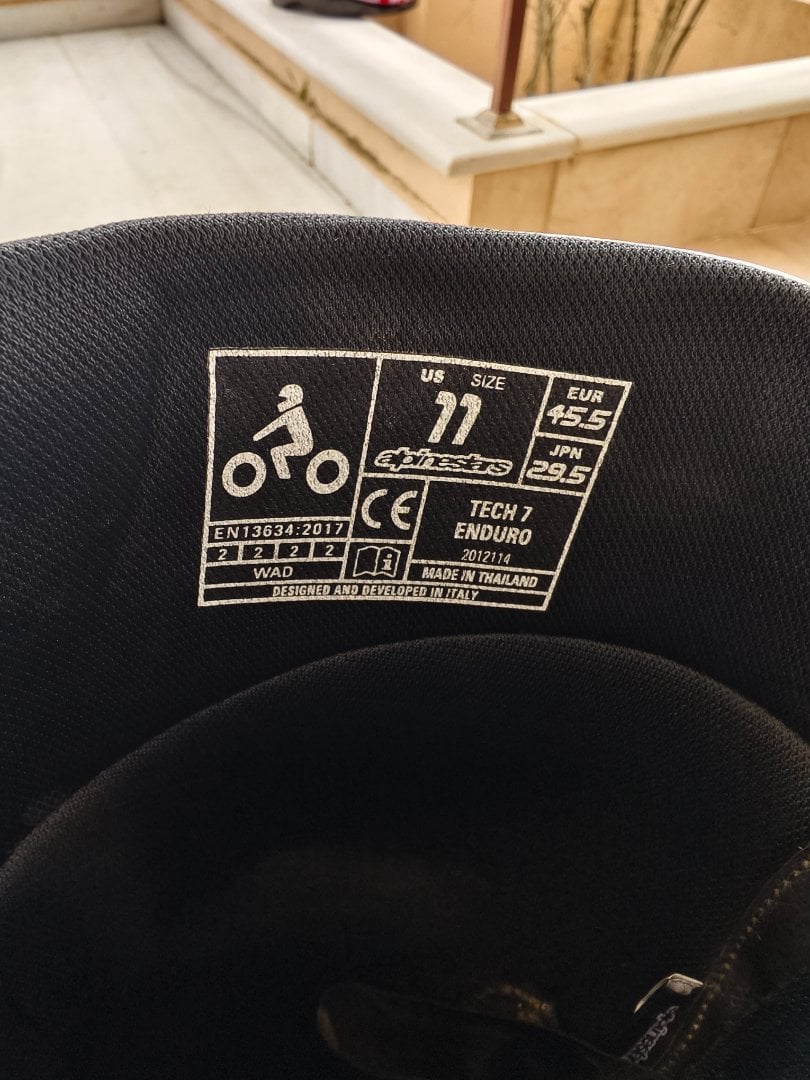 US SIZE
11
alpinestars
EUR
45.5
JPN
29.5
EN13634:2017
2 2 2 2
WAD
CE
i
TECH 7
ENDURO
2012114
MADE IN THAILAND
DESIGNED AND DEVELOPED IN ITALY
alpinestars